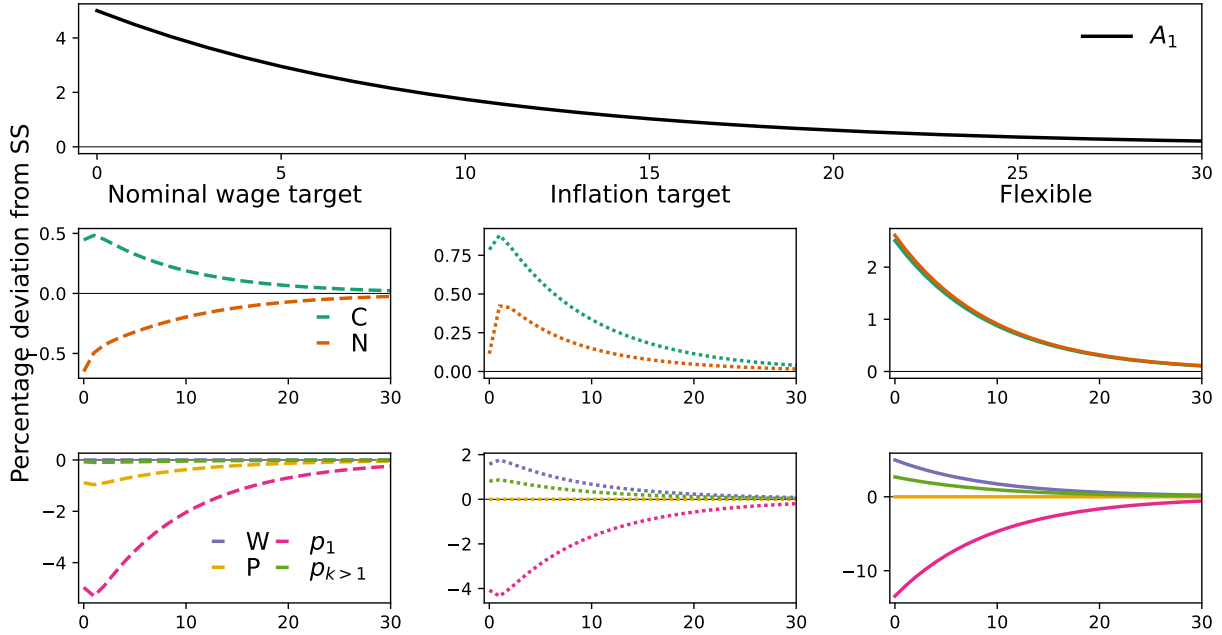 A₁
4
2
0
0 5 10 15 20 25 30
Percentage deviation from SS
Nominal wage target Inflation target Flexible
0.5
0.0
−0.5
C
N
0 10 20 30
0.75
0.50
0.25
0.00
0 10 20 30
2
1
0
0 10 20 30
0
−2
−4
W p₁
P pₖ>₁
0 10 20 30
2
0
−2
−4
0 10 20 30
0
−10
0 10 20 30